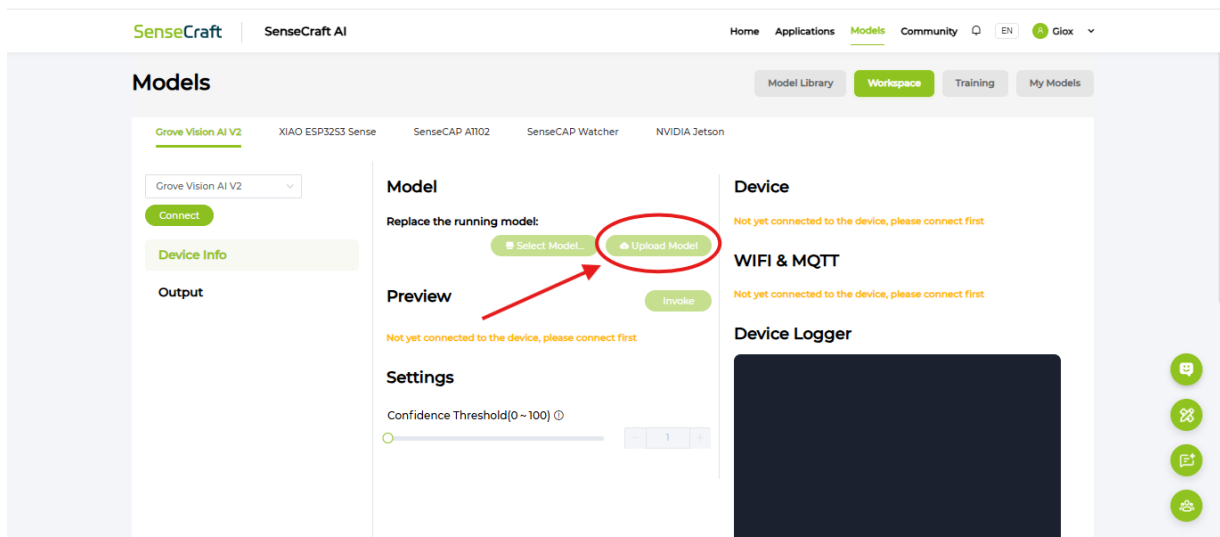 SenseCraft SenseCraft AI Home Applications Models Community EN Giox
Models Model Library Workspace Training My Models
Grove Vision AI V2 XIAO ESP32S3 Sense SenseCAP A1102 SenseCAP Watcher NVIDIA Jetson
Grove Vision AI V2
Connect
Device Info
Output
Model
Replace the running model:
Select Model... Upload Model
Preview Invoke
Not yet connected to the device, please connect first
Settings
Confidence Threshold(0~100)
- 1 +
Device
Not yet connected to the device, please connect first
WIFI & MQTT
Not yet connected to the device, please connect first
Device Logger